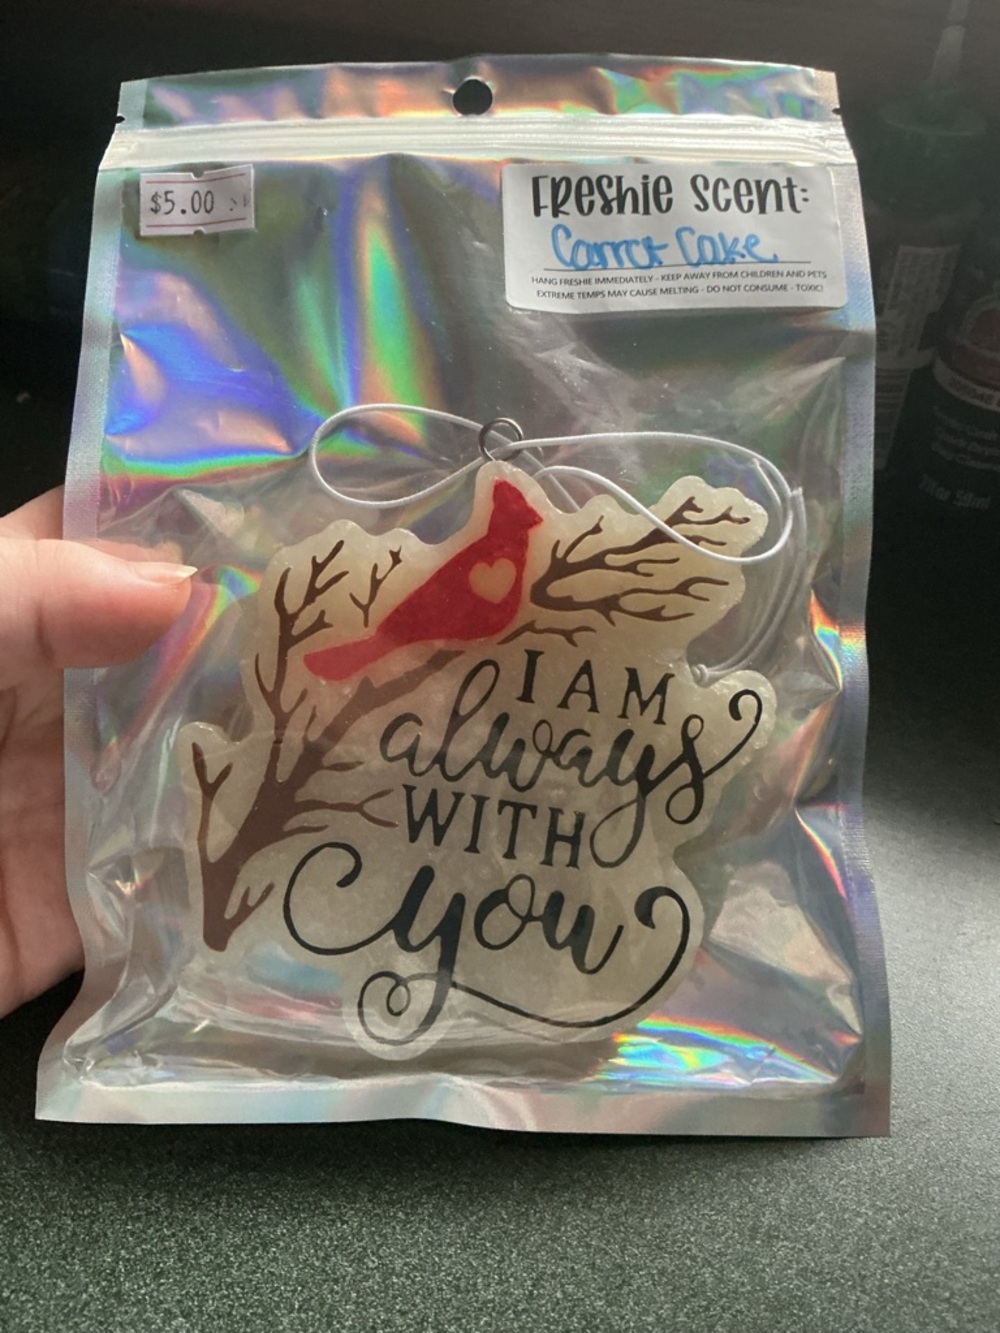 $5.00
FRESHIE SCENT:
Carrot Cake
HANG FRESHIE IMMEDIATELY - KEEP AWAY FROM CHILDREN AND PETS
EXTREME TEMPS MAY CAUSE MELTING - DO NOT CONSUME - TOXIC!
I AM
always
WITH
you